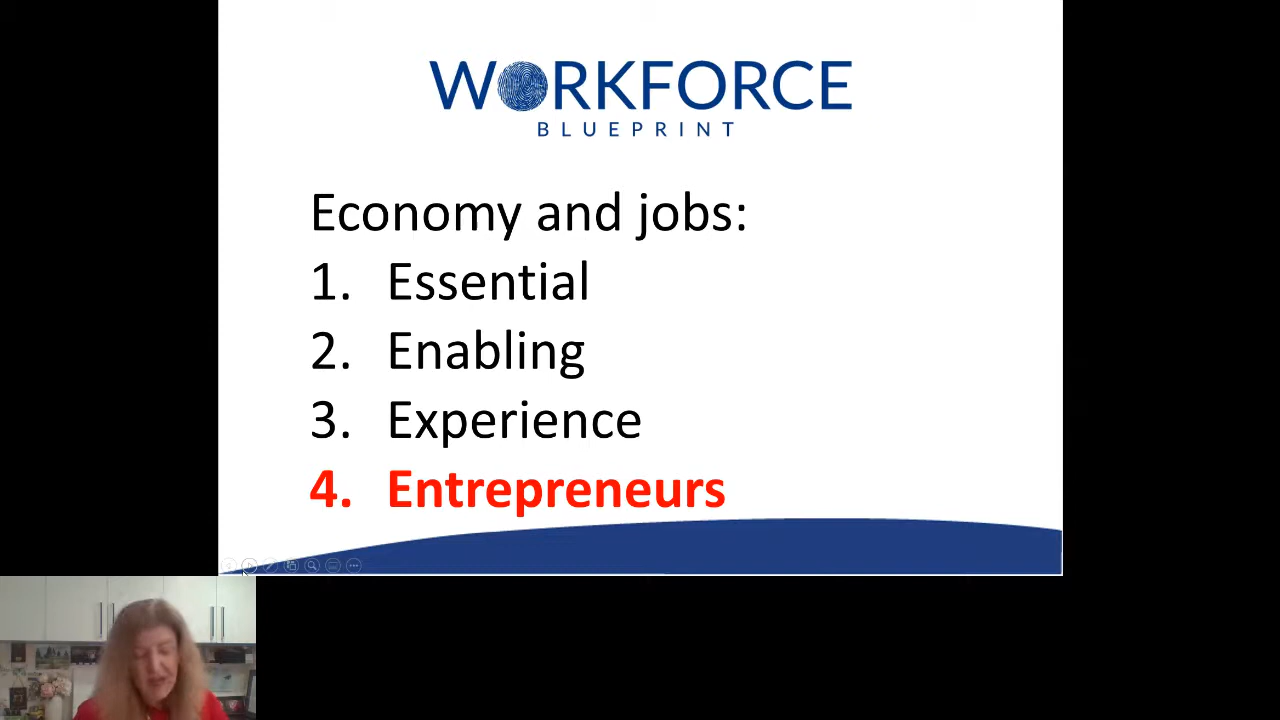 WORKFORCE
BLUEPRINT
Economy and jobs:
1. Essential
2. Enabling
3. Experience
4. Entrepreneurs